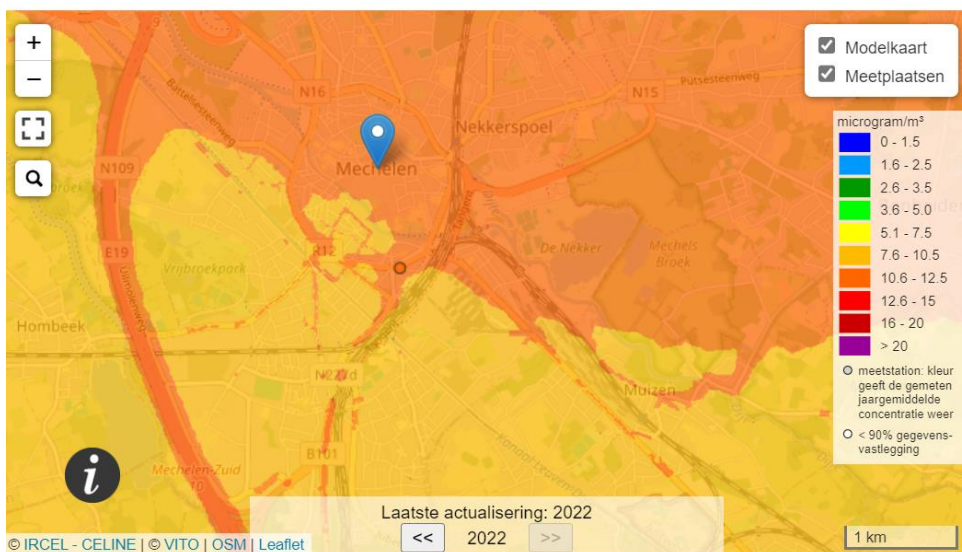 +
−
N16
Battelsesteenweg
Nekkerspoel
Putsesteenweg
N15
Mechelen
N109
E19
R12
Vrijbroekpark
De Nekker
Mechels
Broek
Hombeek
N227d
Muizen
B101
Mechelen-Zuid
10
Modelkaart
Meetplaatsen
microgram/m³
0 - 1.5
1.6 - 2.5
2.6 - 3.5
3.6 - 5.0
5.1 - 7.5
7.6 - 10.5
10.6 - 12.5
12.6 - 15
16 - 20
> 20
meetstation: kleur
geeft de gemeten
jaargemiddelde
concentratie weer
< 90% gegevens-
vastlegging
i
Laatste actualisering: 2022
<< 2022 >>
1 km
© IRCEL - CELINE | © VITO | OSM | Leaflet